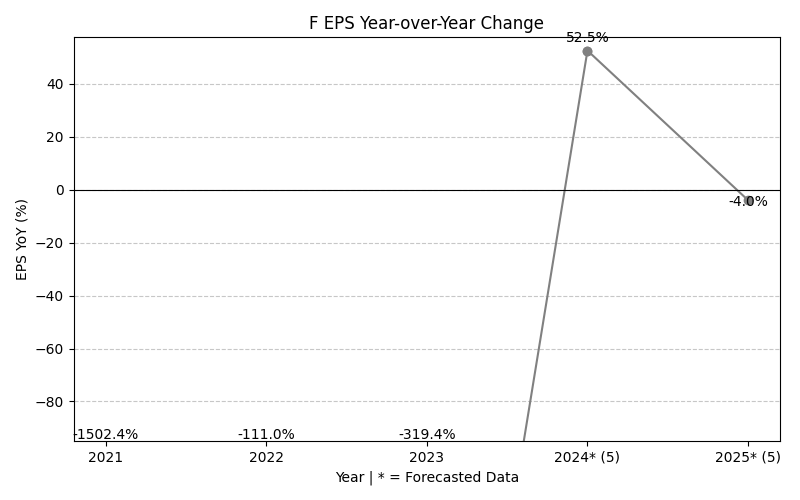 F EPS Year-over-Year Change
52.5%
40
20
0
-4.0%
−20
−40
−60
−80
EPS YoY (%)
-1502.4% -111.0% -319.4%
2021 2022 2023 2024* (5) 2025* (5)
Year | * = Forecasted Data